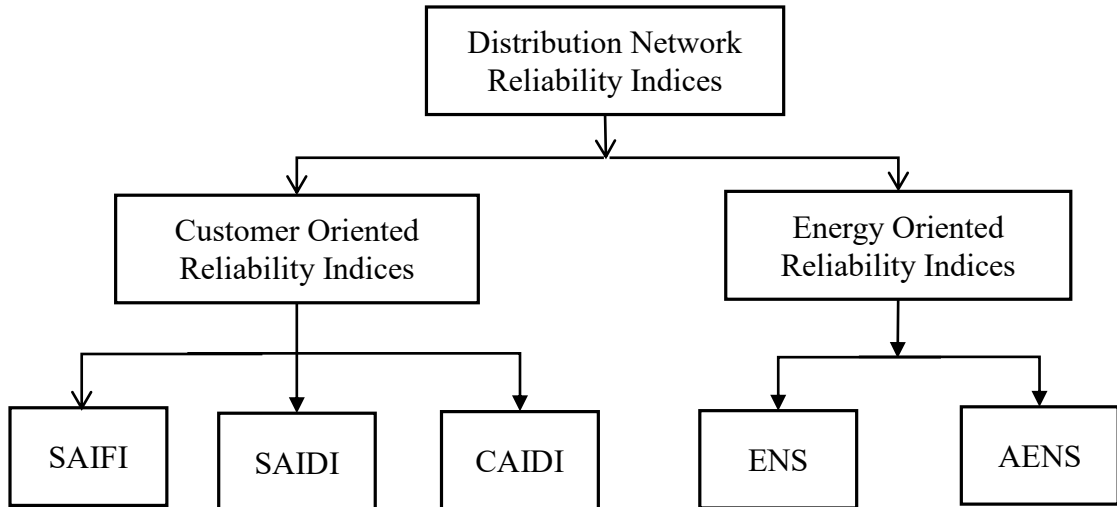 Distribution Network
Reliability Indices
Customer Oriented
Reliability Indices
Energy Oriented
Reliability Indices
SAIFI
SAIDI
CAIDI
ENS
AENS